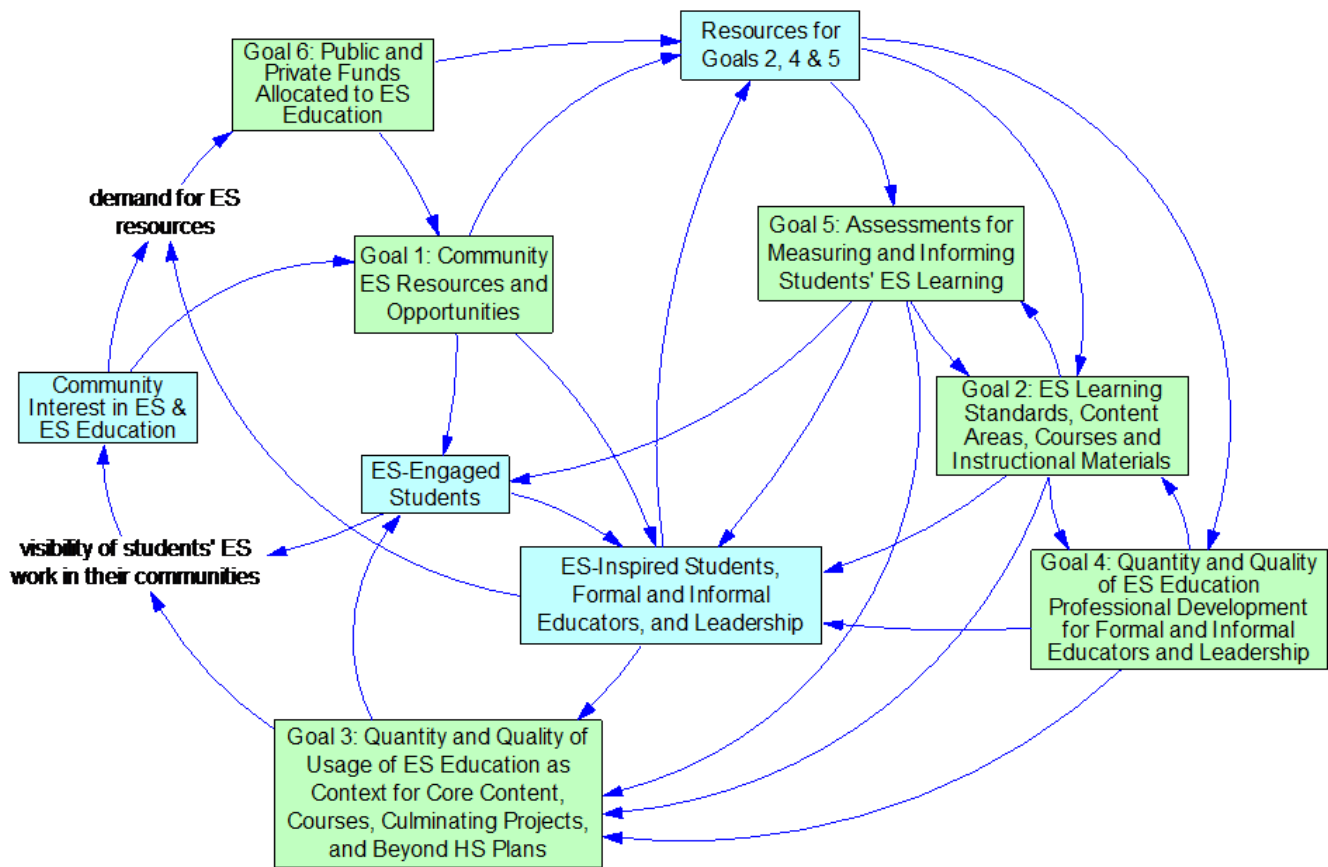 Resources for
Goals 2, 4 & 5
Goal 6: Public and
Private Funds
Allocated to ES
Education
demand for ES
resources
Goal 5: Assessments for
Measuring and Informing
Students' ES Learning
Goal 1: Community
ES Resources and
Opportunities
Community
Interest in ES &
ES Education
Goal 2: ES Learning
Standards, Content
Areas, Courses and
Instructional Materials
ES-Engaged
Students
visibility of students' ES
work in their communities
ES-Inspired Students,
Formal and Informal
Educators, and Leadership
Goal 4: Quantity and Quality
of ES Education
Professional Development
for Formal and Informal
Educators and Leadership
Goal 3: Quantity and Quality of
Usage of ES Education as
Context for Core Content,
Courses, Culminating Projects,
and Beyond HS Plans